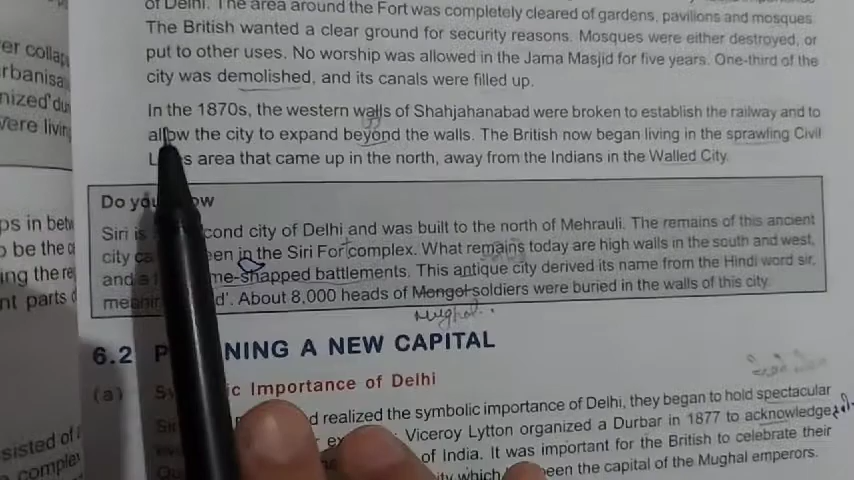 of Delhi. The area around the Fort was completely cleared of gardens, pavilions and mosques.
The British wanted a clear ground for security reasons. Mosques were either destroyed, or
put to other uses. No worship was allowed in the Jama Masjid for five years. One-third of the
city was demolished, and its canals were filled up.
In the 1870s, the western walls of Shahjahanabad were broken to establish the railway and to
allow the city to expand beyond the walls. The British now began living in the sprawling Civil
area that came up in the north, away from the Indians in the Walled City.
Siri is cond city of Delhi and was built to the north of Mehrauli. The remains of this ancient
city ca een in the Siri Fort complex. What remains today are high walls in the south and west,
and a me-shapped battlements. This antique city derived its name from the Hindi word sir,
meanin d'. About 8,000 heads of Mongol soldiers were buried in the walls of this city.
Mughal.
6.2 P NING A NEW CAPITAL
(a) Sy ic Importance of Delhi
d realized the symbolic importance of Delhi, they began to hold spectacular
Viceroy Lytton organized a Durbar in 1877 to acknowledge
of India. It was important for the British to celebrate their
ity which been the capital of the Mughal emperors.
er collap
rbanisa
nized' du
were livin
ps in betw
o be the c
ing the re
nt parts o
sisted of
comple